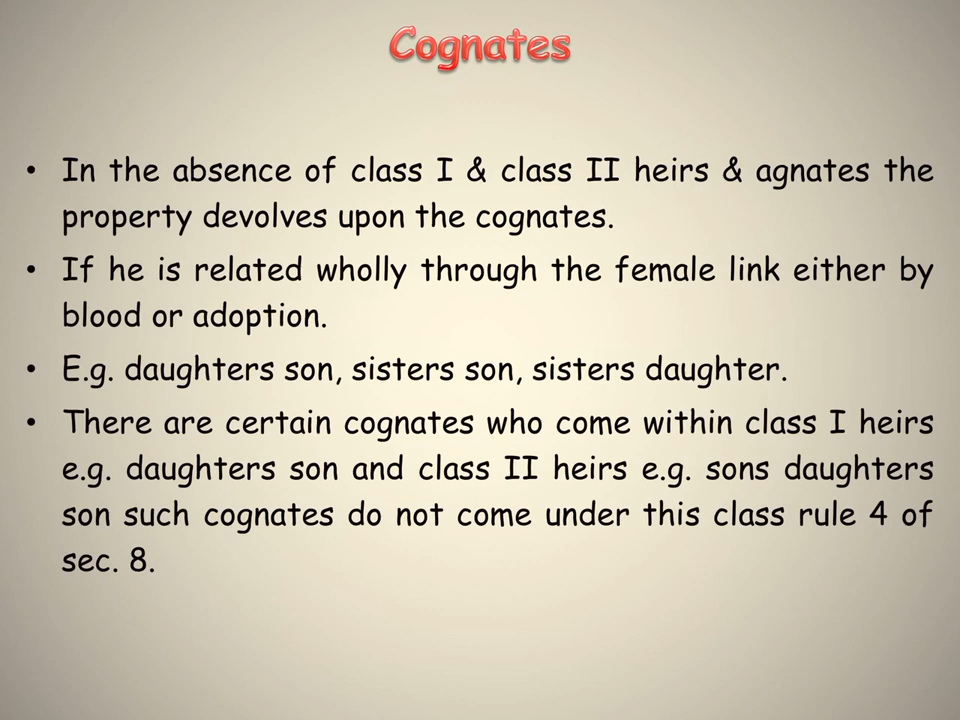 Cognates
• In the absence of class I & class II heirs & agnates the
property devolves upon the cognates.
• If he is related wholly through the female link either by
blood or adoption.
• E.g. daughters son, sisters son, sisters daughter.
• There are certain cognates who come within class I heirs
e.g. daughters son and class II heirs e.g. sons daughters
son such cognates do not come under this class rule 4 of
sec. 8.